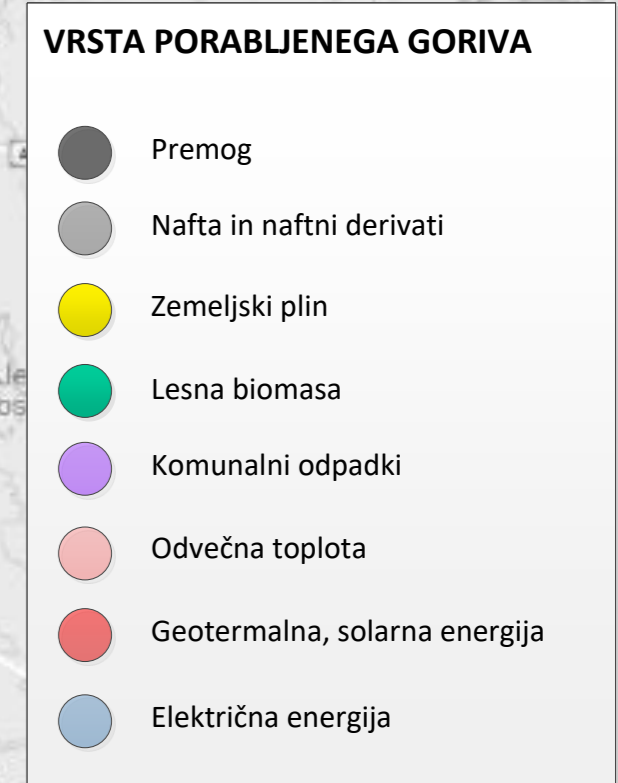 VRSTA PORABLJENEGA GORIVA
Premog
Nafta in naftni derivati
Zemeljski plin
Lesna biomasa
Komunalni odpadki
Odvečna toplota
Geotermalna, solarna energija
Električna energija